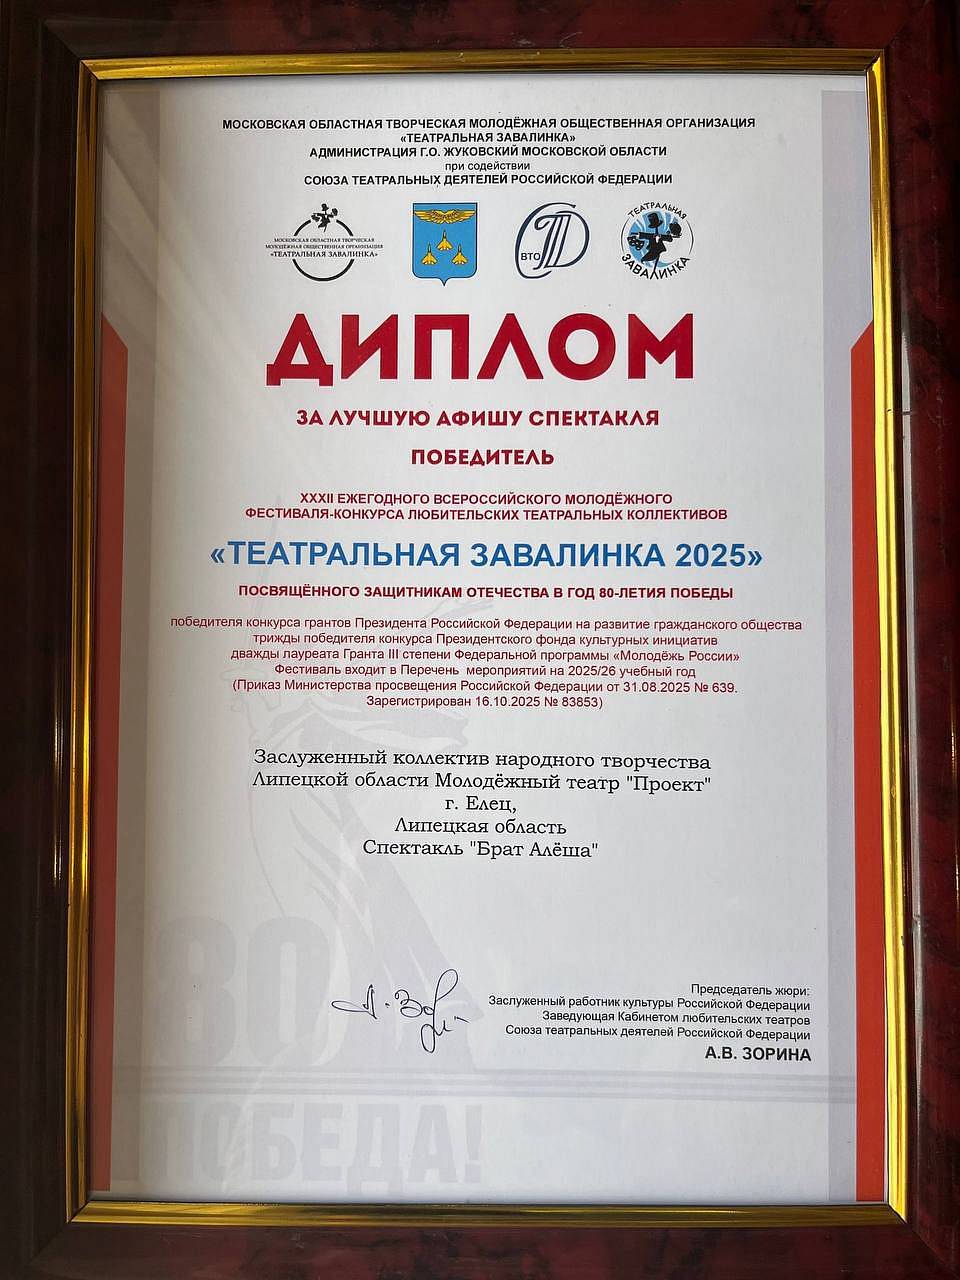 МОСКОВСКАЯ ОБЛАСТНАЯ ТВОРЧЕСКАЯ МОЛОДЁЖНАЯ ОБЩЕСТВЕННАЯ ОРГАНИЗАЦИЯ
«ТЕАТРАЛЬНАЯ ЗАВАЛИНКА»
АДМИНИСТРАЦИЯ Г.О. ЖУКОВСКИЙ МОСКОВСКОЙ ОБЛАСТИ
при содействии
СОЮЗА ТЕАТРАЛЬНЫХ ДЕЯТЕЛЕЙ РОССИЙСКОЙ ФЕДЕРАЦИИ
МОСКОВСКАЯ ОБЛАСТНАЯ ТВОРЧЕСКАЯ
МОЛОДЁЖНАЯ ОБЩЕСТВЕННАЯ ОРГАНИЗАЦИЯ
«ТЕАТРАЛЬНАЯ ЗАВАЛИНКА»
ВТО СТД
ТЕАТРАЛЬНАЯ
ЗАВАЛИНКА
ДИПЛОМ
ЗА ЛУЧШУЮ АФИШУ СПЕКТАКЛЯ
ПОБЕДИТЕЛЬ
XXXII ЕЖЕГОДНОГО ВСЕРОССИЙСКОГО МОЛОДЁЖНОГО
ФЕСТИВАЛЯ-КОНКУРСА ЛЮБИТЕЛЬСКИХ ТЕАТРАЛЬНЫХ КОЛЛЕКТИВОВ
«ТЕАТРАЛЬНАЯ ЗАВАЛИНКА 2025»
ПОСВЯЩЁННОГО ЗАЩИТНИКАМ ОТЕЧЕСТВА В ГОД 80-ЛЕТИЯ ПОБЕДЫ
победителя конкурса грантов Президента Российской Федерации на развитие гражданского общества
трижды победителя конкурса Президентского фонда культурных инициатив
дважды лауреата Гранта III степени Федеральной программы «Молодёжь России»
Фестиваль входит в Перечень мероприятий на 2025/26 учебный год
(Приказ Министерства просвещения Российской Федерации от 31.08.2025 № 639.
Зарегистрирован 16.10.2025 № 83853)
Заслуженный коллектив народного творчества
Липецкой области Молодёжный театр "Проект"
г. Елец,
Липецкая область
Спектакль "Брат Алёша"
Председатель жюри:
Заслуженный работник культуры Российской Федерации
Заведующая Кабинетом любительских театров
Союза театральных деятелей Российской Федерации
А.В. ЗОРИНА
80
ПОБЕДА!